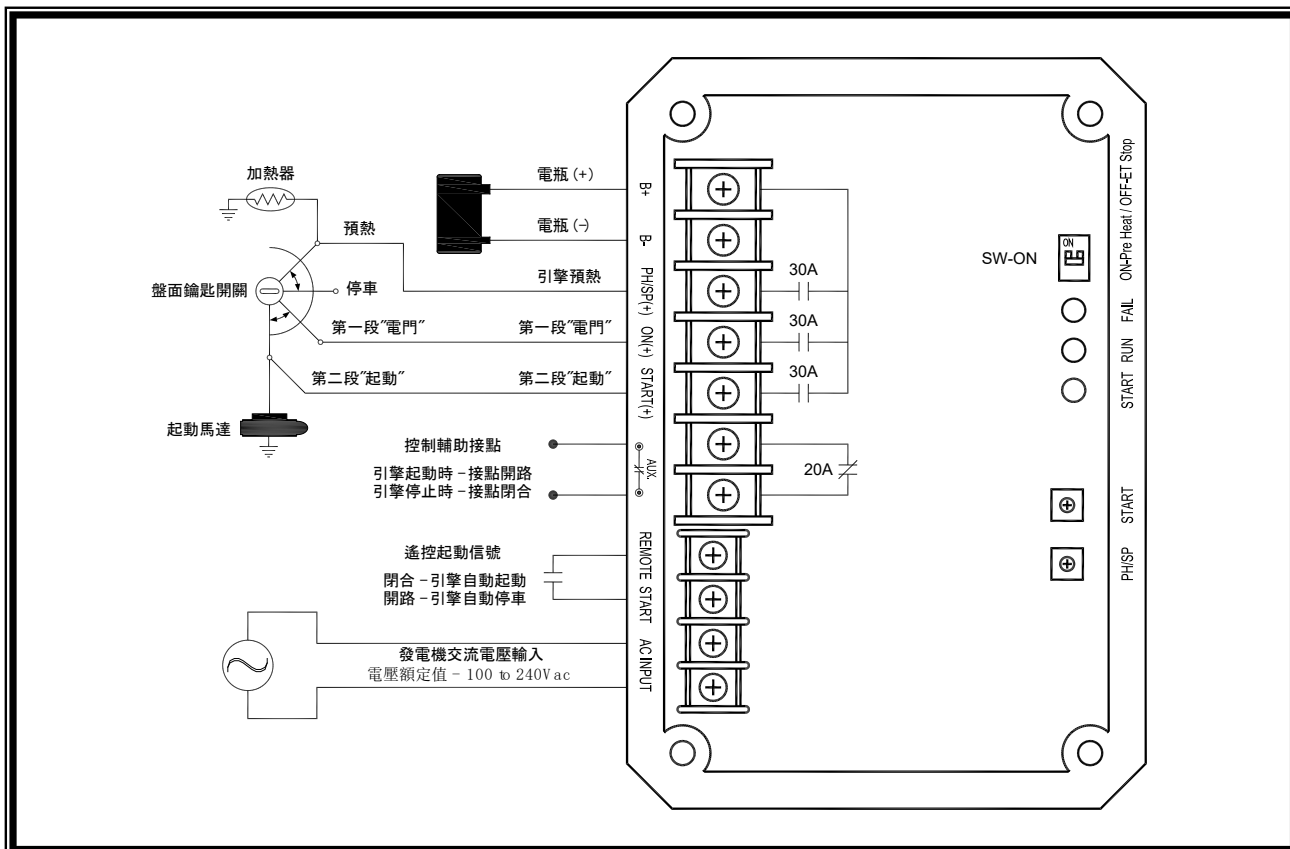 加熱器
預熱
盤面鑰匙開關
停車
第一段"電門"
第二段"起動"
起動馬達
電瓶 (+)
電瓶 (-)
引擎預熱
第一段"電門"
第二段"起動"
控制輔助接點
引擎起動時－接點開路
引擎停止時－接點閉合
遙控起動信號
閉合－引擎自動起動
開路－引擎自動停車
發電機交流電壓輸入
電壓額定值－100 to 240Vac
B+
B-
PH/SP(+)
ON(+)
START(+)
AUX.
REMOTE START
AC INPUT
30A
30A
30A
20A
SW-ON
ON
ON-Pre Heat / OFF-ET Stop
FAIL
RUN
START
START
PH/SP